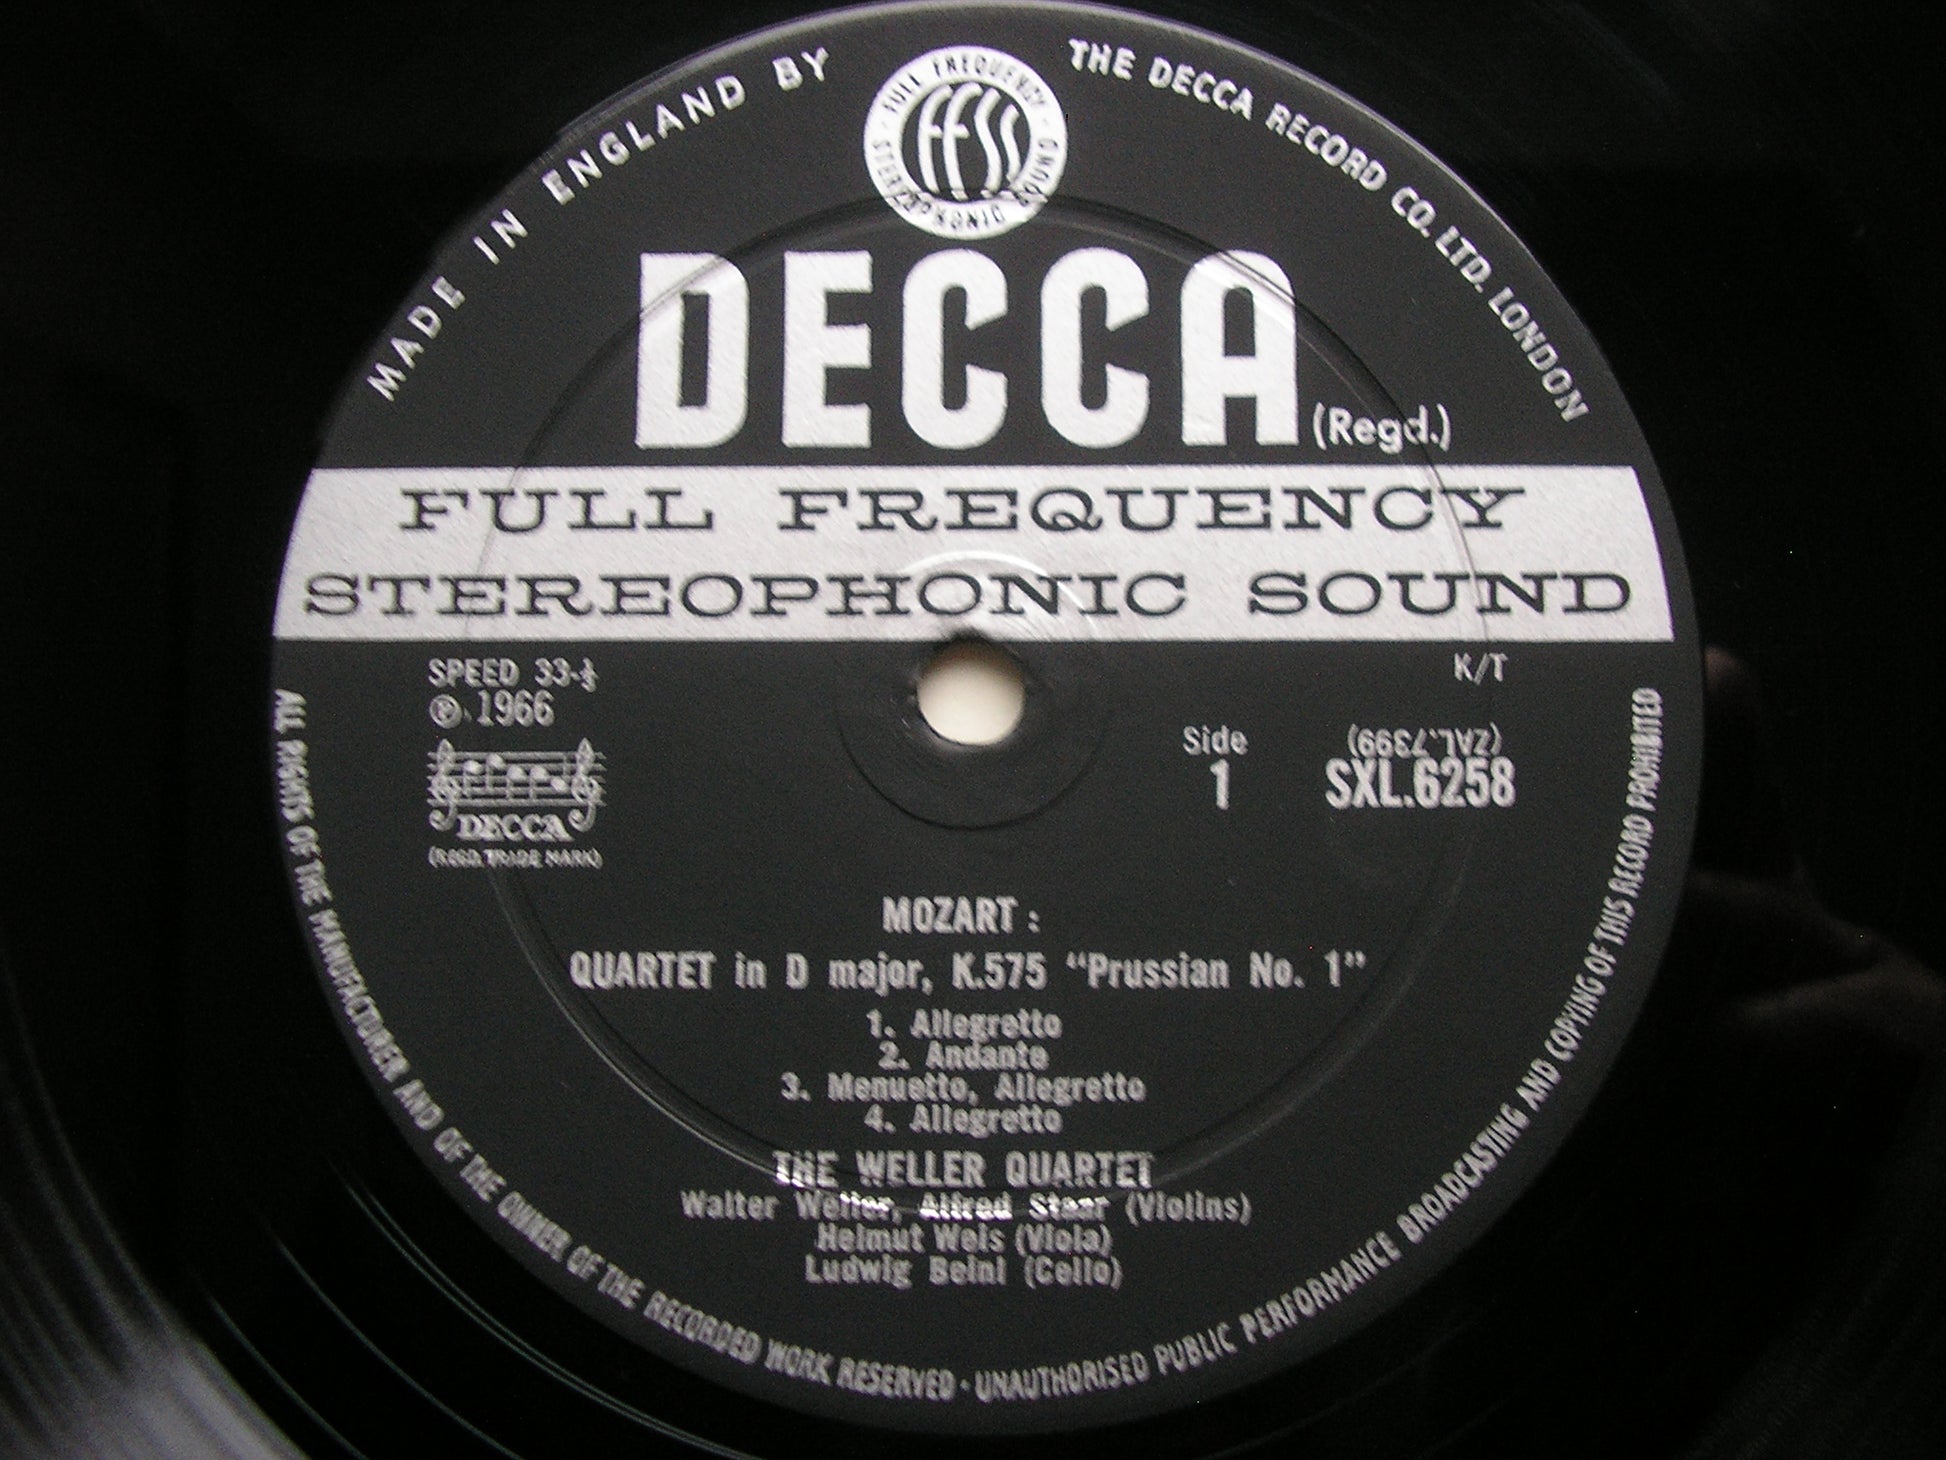 MADE IN ENGLAND BY
THE DECCA RECORD CO. LTD. LONDON
FULL FREQUENCY STEREOPHONIC SOUND
FFSS
DECCA (Regd.)
FULL FREQUENCY
STEREOPHONIC SOUND
SPEED 33-⅓
K/T
℗ 1966
Side
1
(ZAL.7399)
SXL.6258
DECCA
(REGD. TRADE MARK)
MOZART :
QUARTET in D major, K.575 “Prussian No. 1”
1. Allegretto
2. Andante
3. Menuetto, Allegretto
4. Allegretto
THE WELLER QUARTET
Walter Weller, Alfred Staar (Violins)
Helmut Weis (Viola)
Ludwig Beinl (Cello)
ALL RIGHTS OF THE MANUFACTURER AND OF THE OWNER OF THE RECORDED WORK RESERVED · UNAUTHORISED PUBLIC PERFORMANCE BROADCASTING AND COPYING OF THIS RECORD PROHIBITED